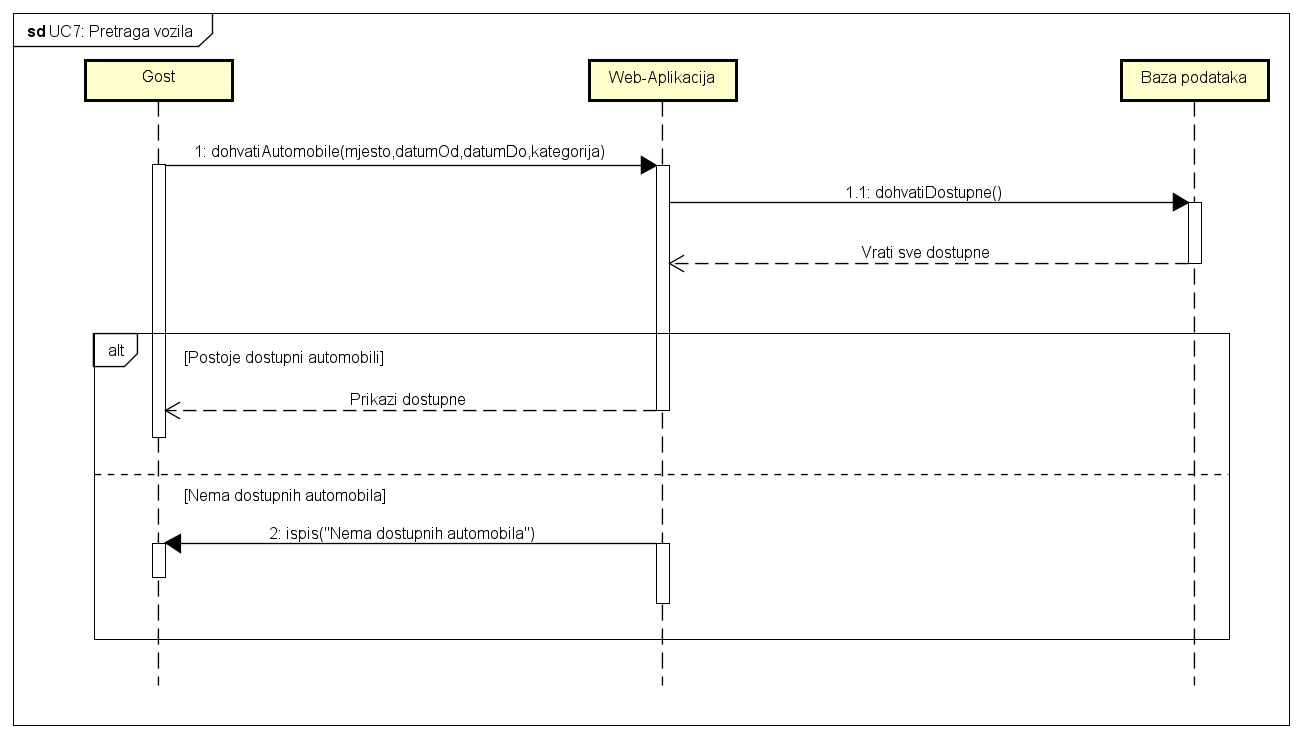 sd UC7: Pretraga vozila
Gost
Web-Aplikacija
Baza podataka
1: dohvatiAutomobile(mjesto,datumOd,datumDo,kategorija)
1.1: dohvatiDostupne()
Vrati sve dostupne
alt
[Postoje dostupni automobili]
Prikazi dostupne
[Nema dostupnih automobila]
2: ispis("Nema dostupnih automobila")